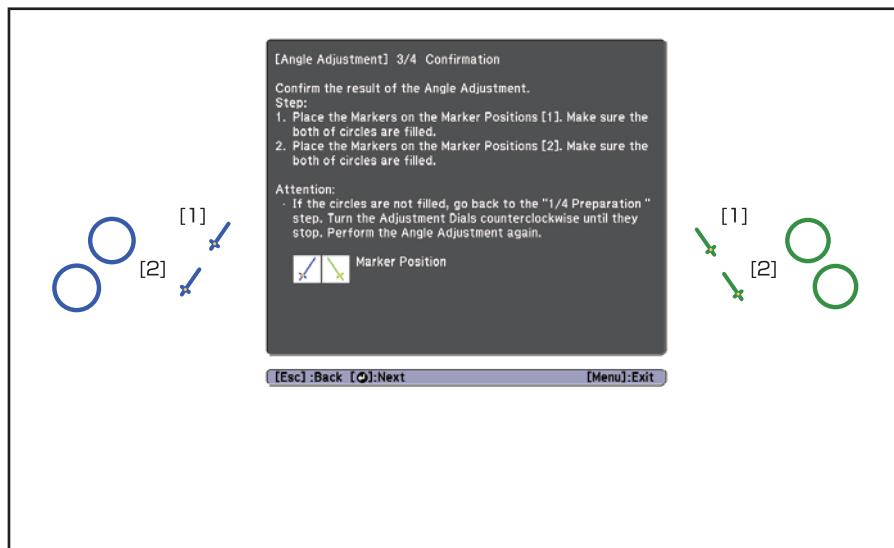 [Angle Adjustment] 3/4 Confirmation
Confirm the result of the Angle Adjustment.
Step:
1. Place the Markers on the Marker Positions [1]. Make sure the
both of circles are filled.
2. Place the Markers on the Marker Positions [2]. Make sure the
both of circles are filled.
Attention:
· If the circles are not filled, go back to the "1/4 Preparation "
step. Turn the Adjustment Dials counterclockwise until they
stop. Perform the Angle Adjustment again.
Marker Position
[1]
[2]
[1]
[2]
[Esc] :Back [⏎]:Next [Menu]:Exit